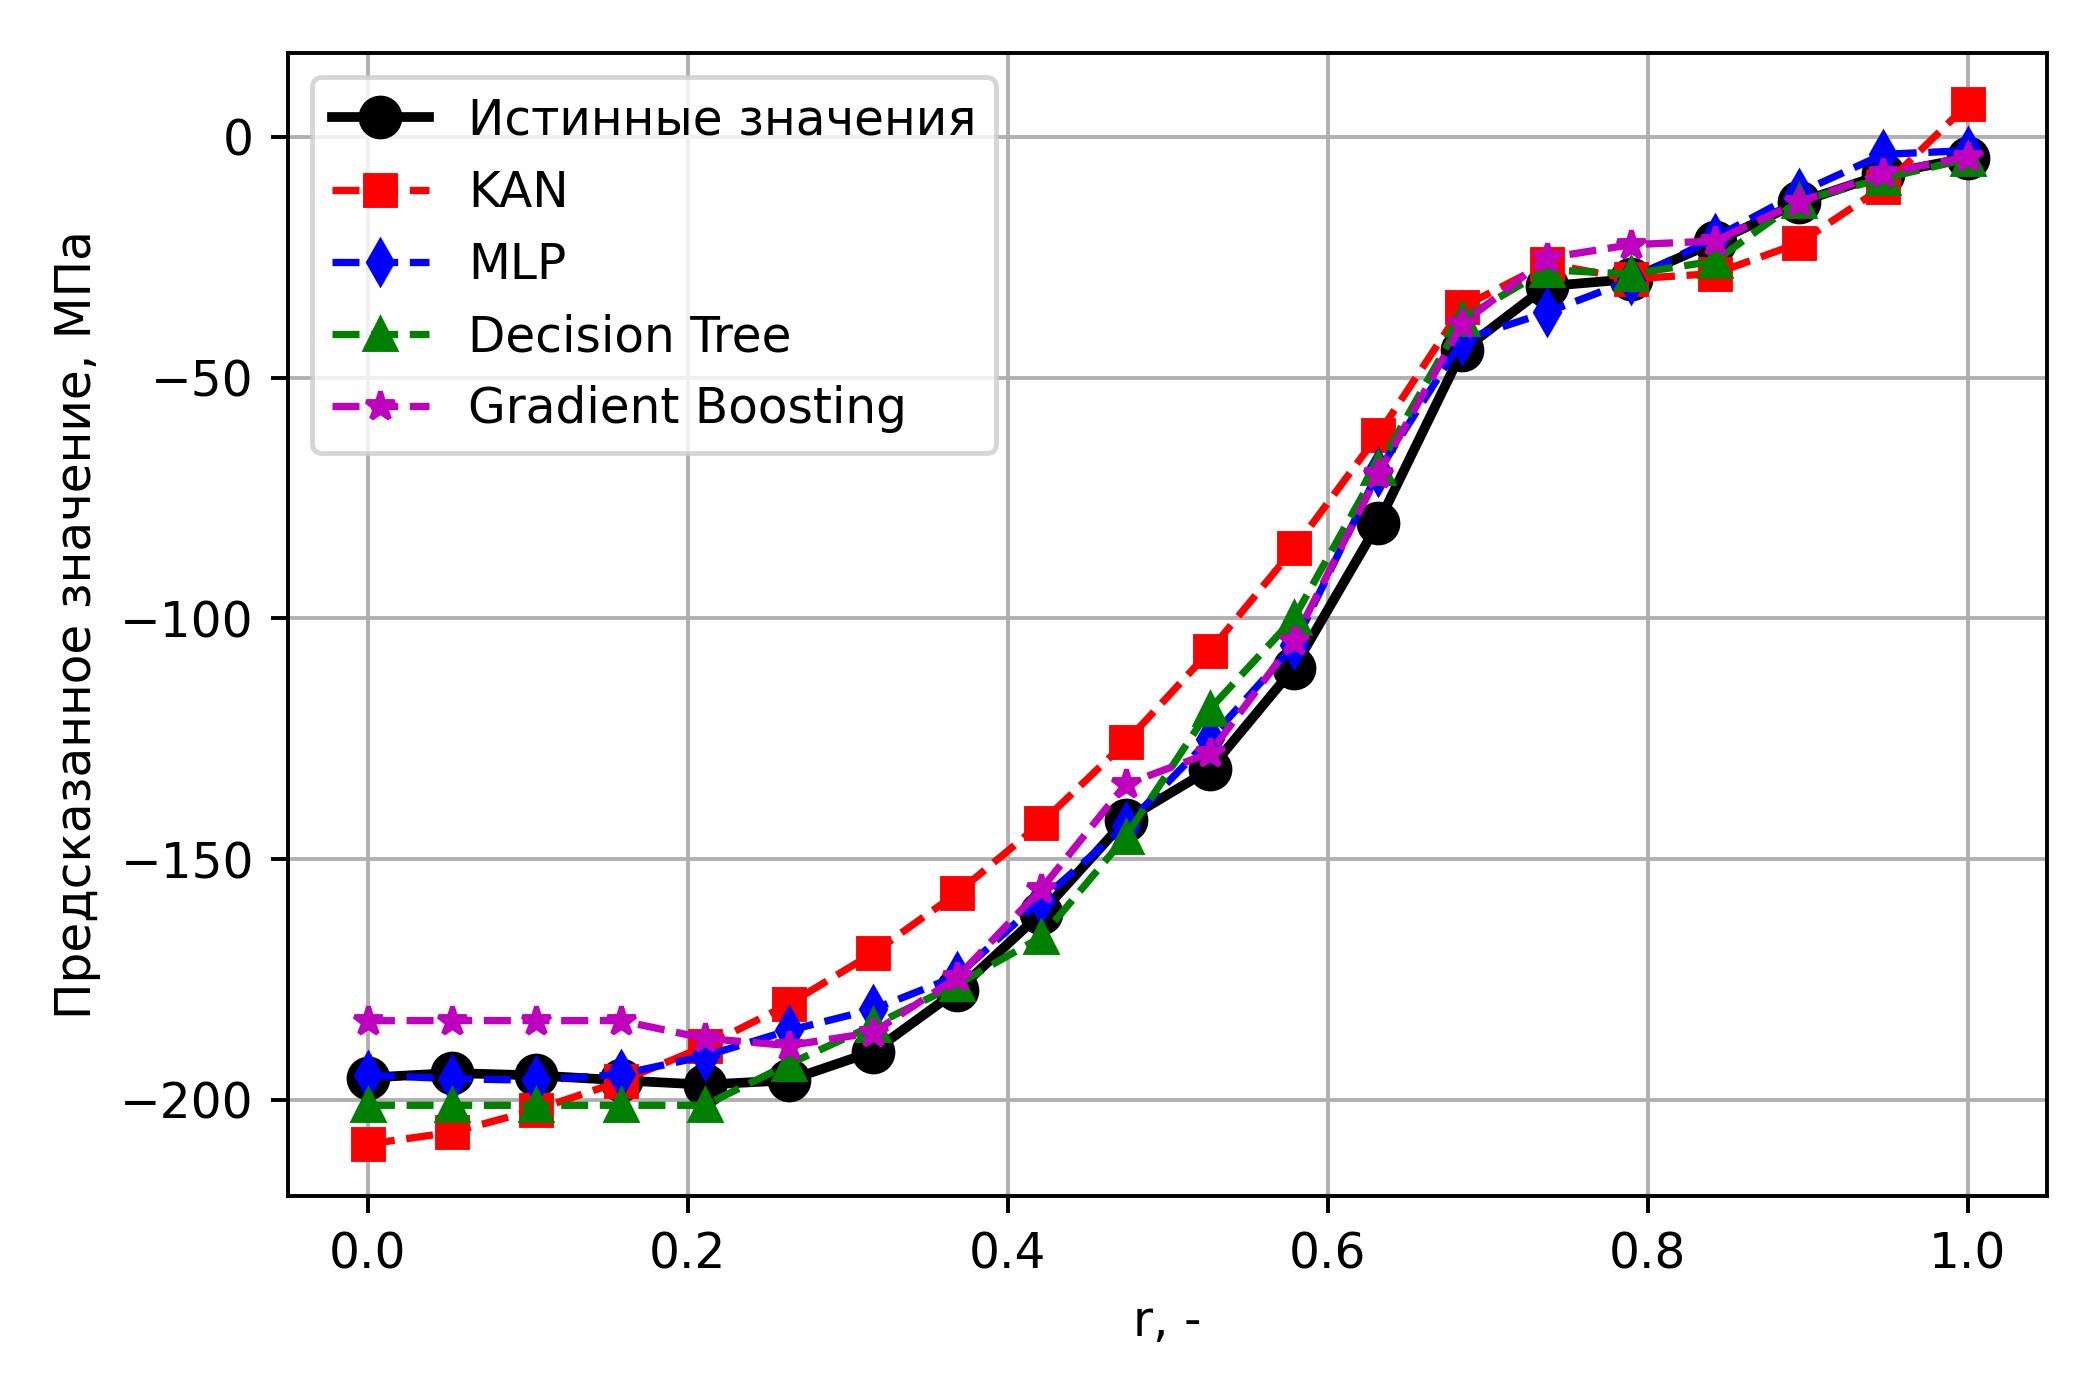 Истинные значения
KAN
MLP
Decision Tree
Gradient Boosting
Предсказанное значение, МПа
0
−50
−100
−150
−200
0.0 0.2 0.4 0.6 0.8 1.0
r, -